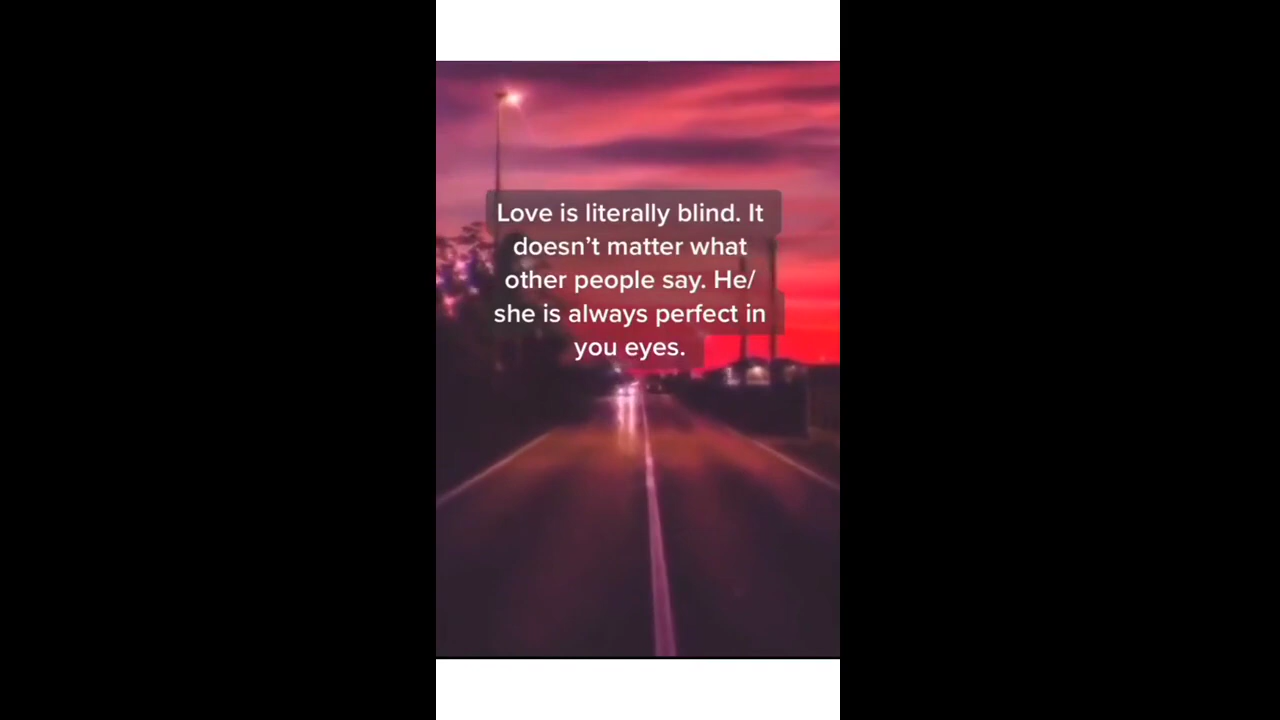 Love is literally blind. It
doesn't matter what
other people say. He/
she is always perfect in
you eyes.